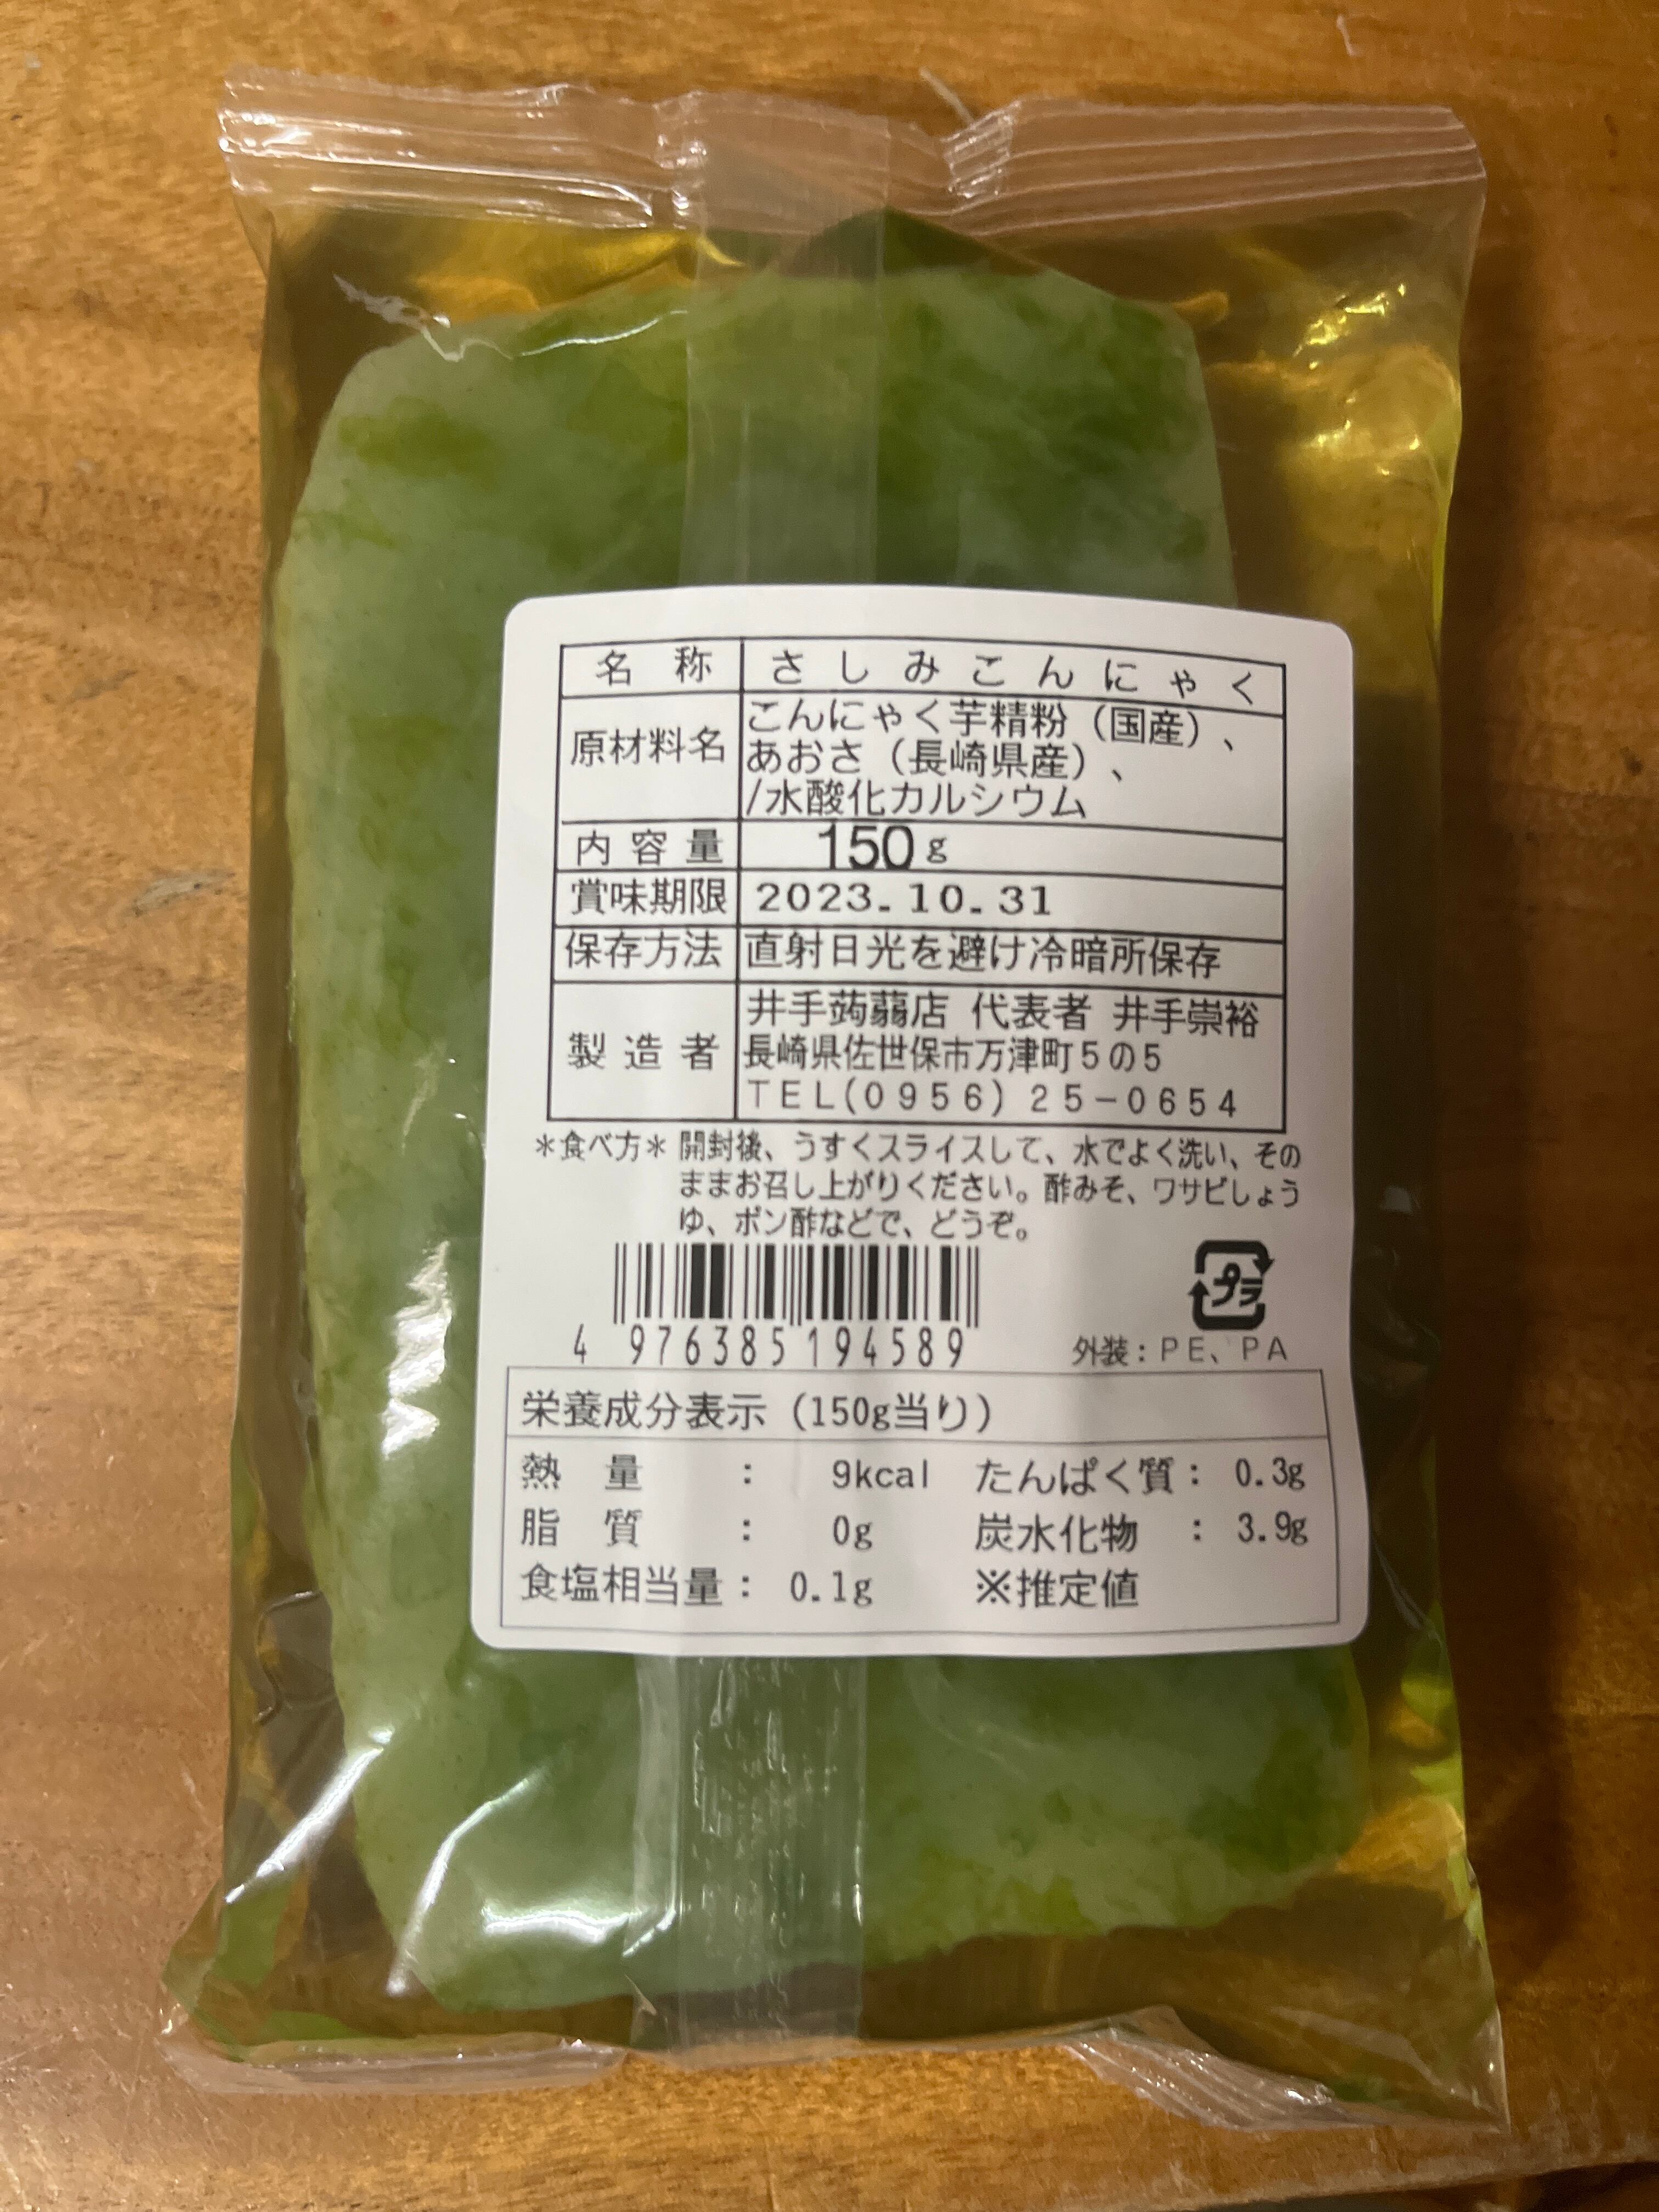 名称 さしみこんにゃく
原材料名 こんにゃく芋精粉（国産）、
あおさ（長崎県産）、
/水酸化カルシウム
内容量 150g
賞味期限 2023.10.31
保存方法 直射日光を避け冷暗所保存
製造者 井手蒟蒻店 代表者 井手崇裕
長崎県佐世保市万津町5の5
TEL(0956)25-0654
＊食べ方＊ 開封後、うすくスライスして、水でよく洗い、その
ままお召し上がりください。酢みそ、ワサビしょう
ゆ、ポン酢などで、どうぞ。
プラ
4 976385 194589
外装：PE、PA
栄養成分表示（150g当り）
熱量： 9kcal たんぱく質： 0.3g
脂質： 0g 炭水化物： 3.9g
食塩相当量： 0.1g ※推定値